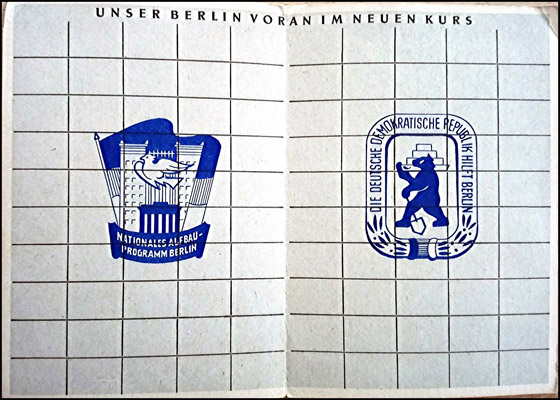 UNSER BERLIN VORAN IM NEUEN KURS
NATIONALES AUFBAU-
PROGRAMM BERLIN
DIE DEUTSCHE DEMOKRATISCHE REPUBLIK HILFT BERLIN